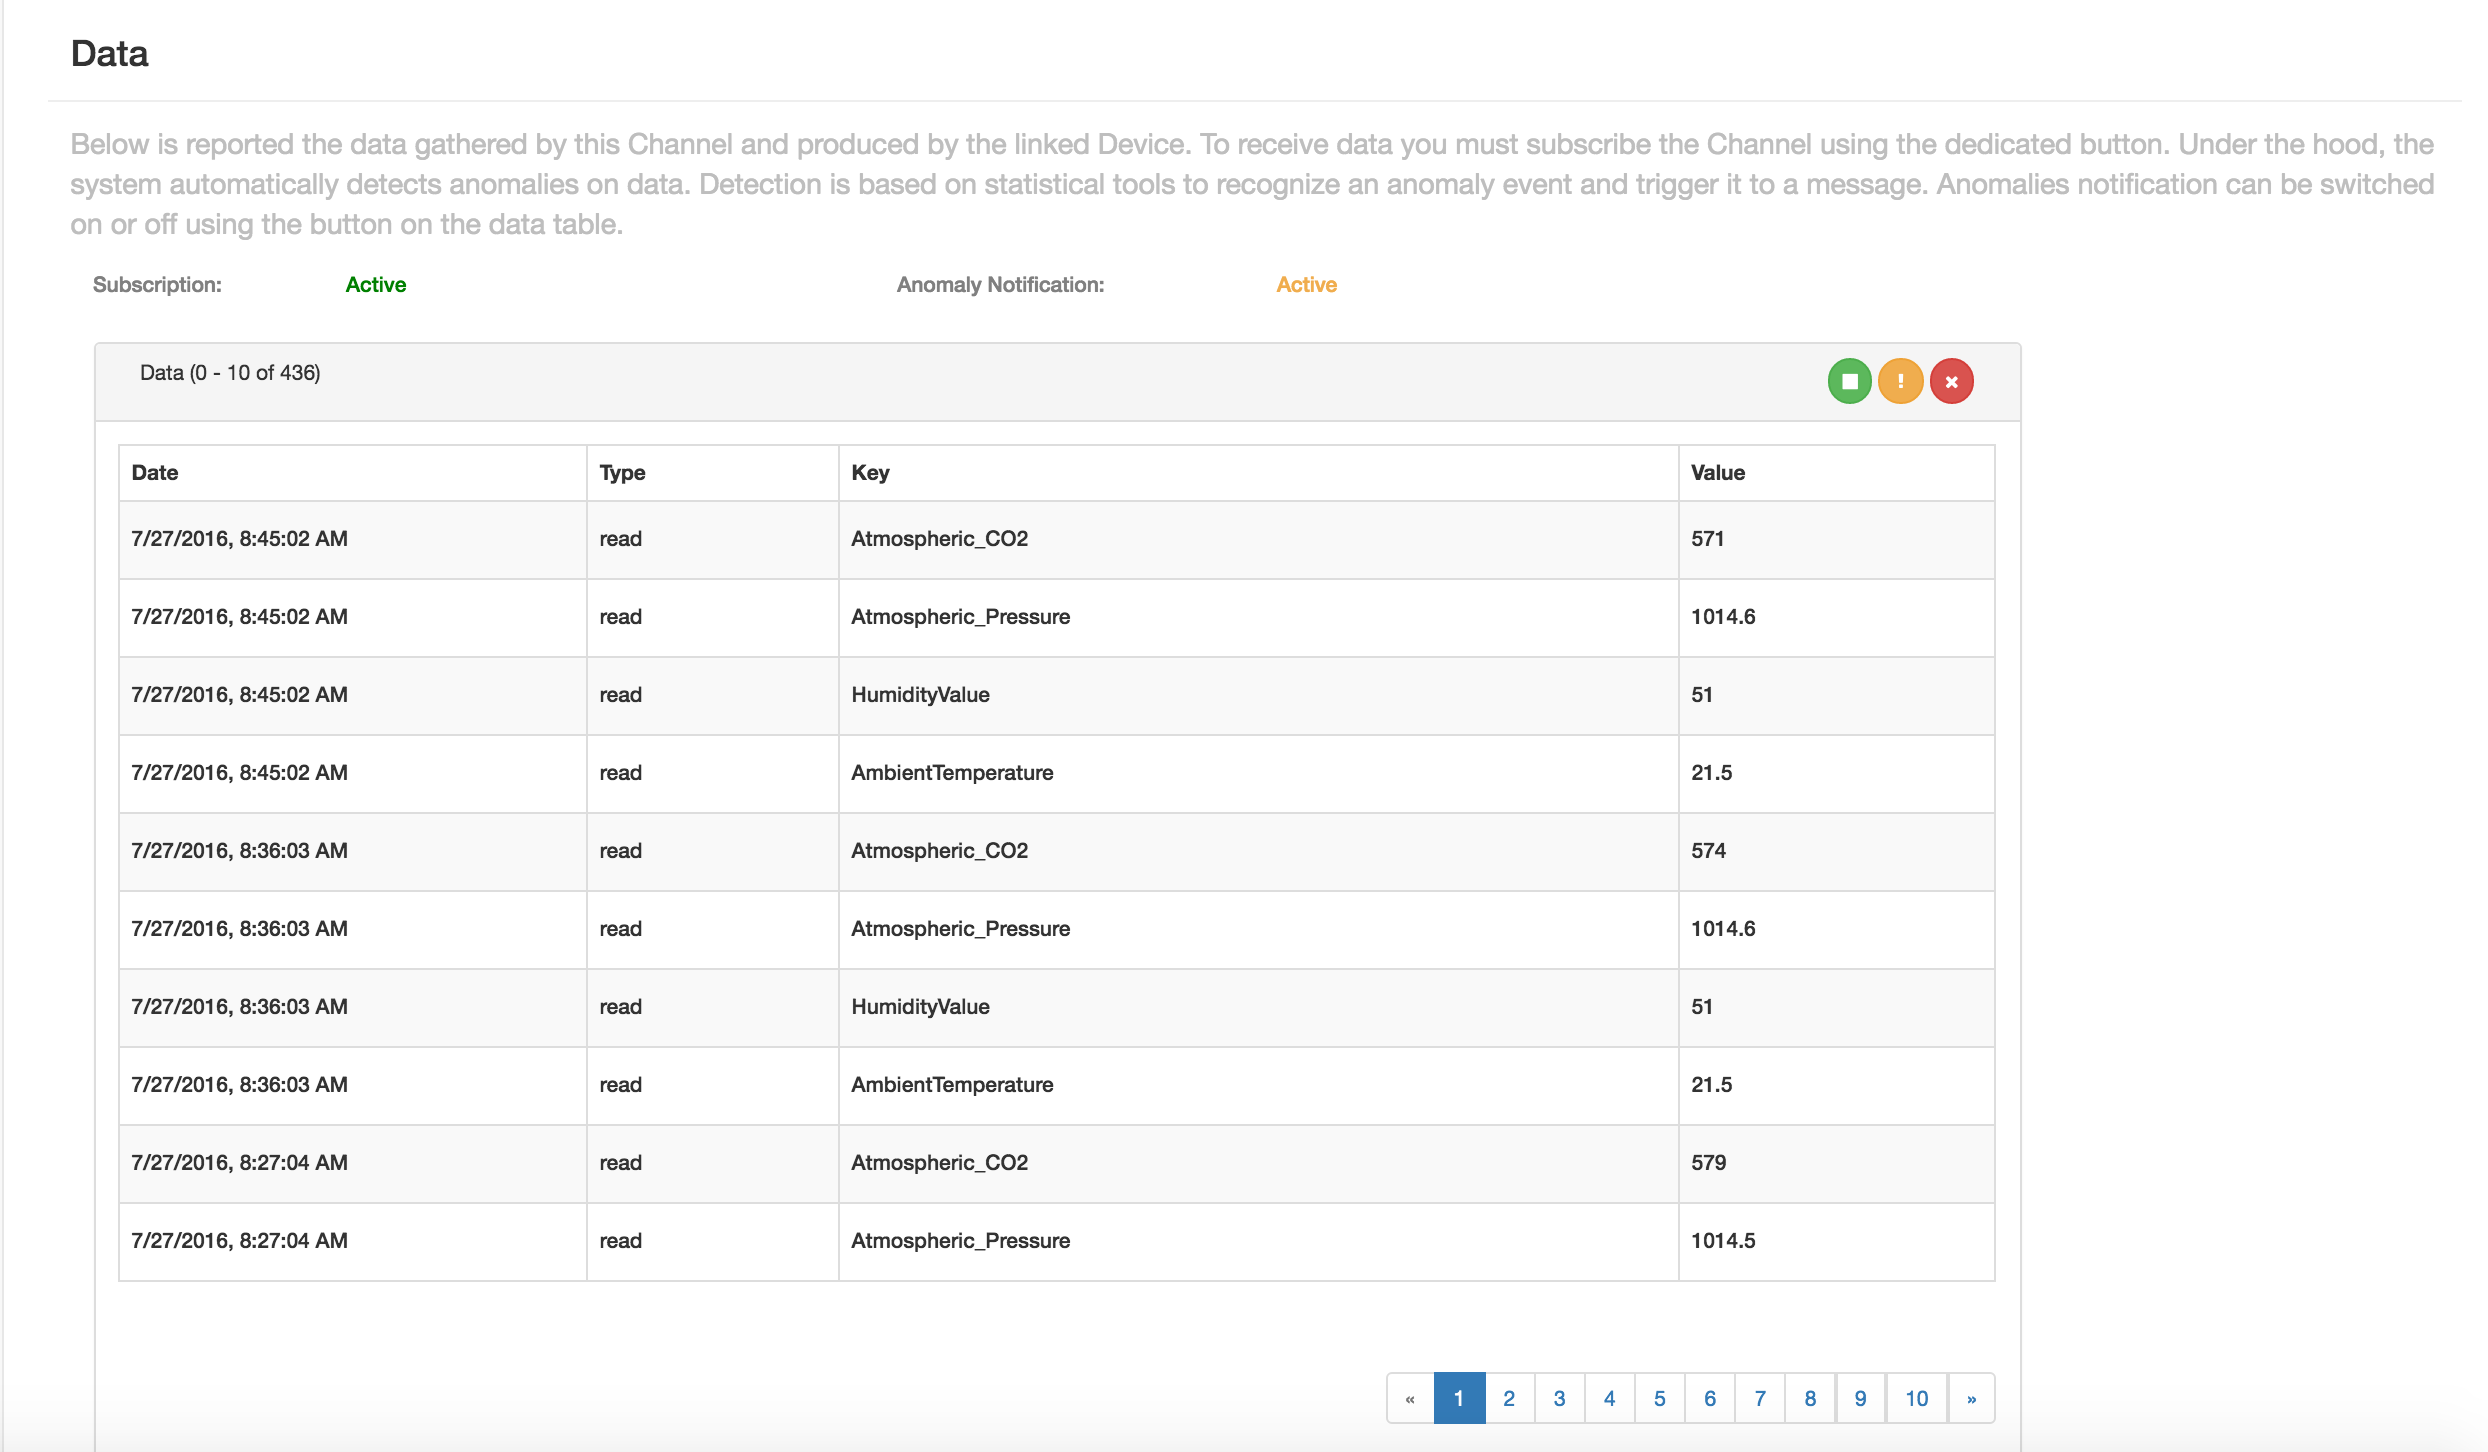 Data
Below is reported the data gathered by this Channel and produced by the linked Device. To receive data you must subscribe the Channel using the dedicated button. Under the hood, the
system automatically detects anomalies on data. Detection is based on statistical tools to recognize an anomaly event and trigger it to a message. Anomalies notification can be switched
on or off using the button on the data table.
Subscription: Active Anomaly Notification: Active
Data (0 - 10 of 436)
Date Type Key Value
7/27/2016, 8:45:02 AM read Atmospheric_CO2 571
7/27/2016, 8:45:02 AM read Atmospheric_Pressure 1014.6
7/27/2016, 8:45:02 AM read HumidityValue 51
7/27/2016, 8:45:02 AM read AmbientTemperature 21.5
7/27/2016, 8:36:03 AM read Atmospheric_CO2 574
7/27/2016, 8:36:03 AM read Atmospheric_Pressure 1014.6
7/27/2016, 8:36:03 AM read HumidityValue 51
7/27/2016, 8:36:03 AM read AmbientTemperature 21.5
7/27/2016, 8:27:04 AM read Atmospheric_CO2 579
7/27/2016, 8:27:04 AM read Atmospheric_Pressure 1014.5
« 1 2 3 4 5 6 7 8 9 10 »